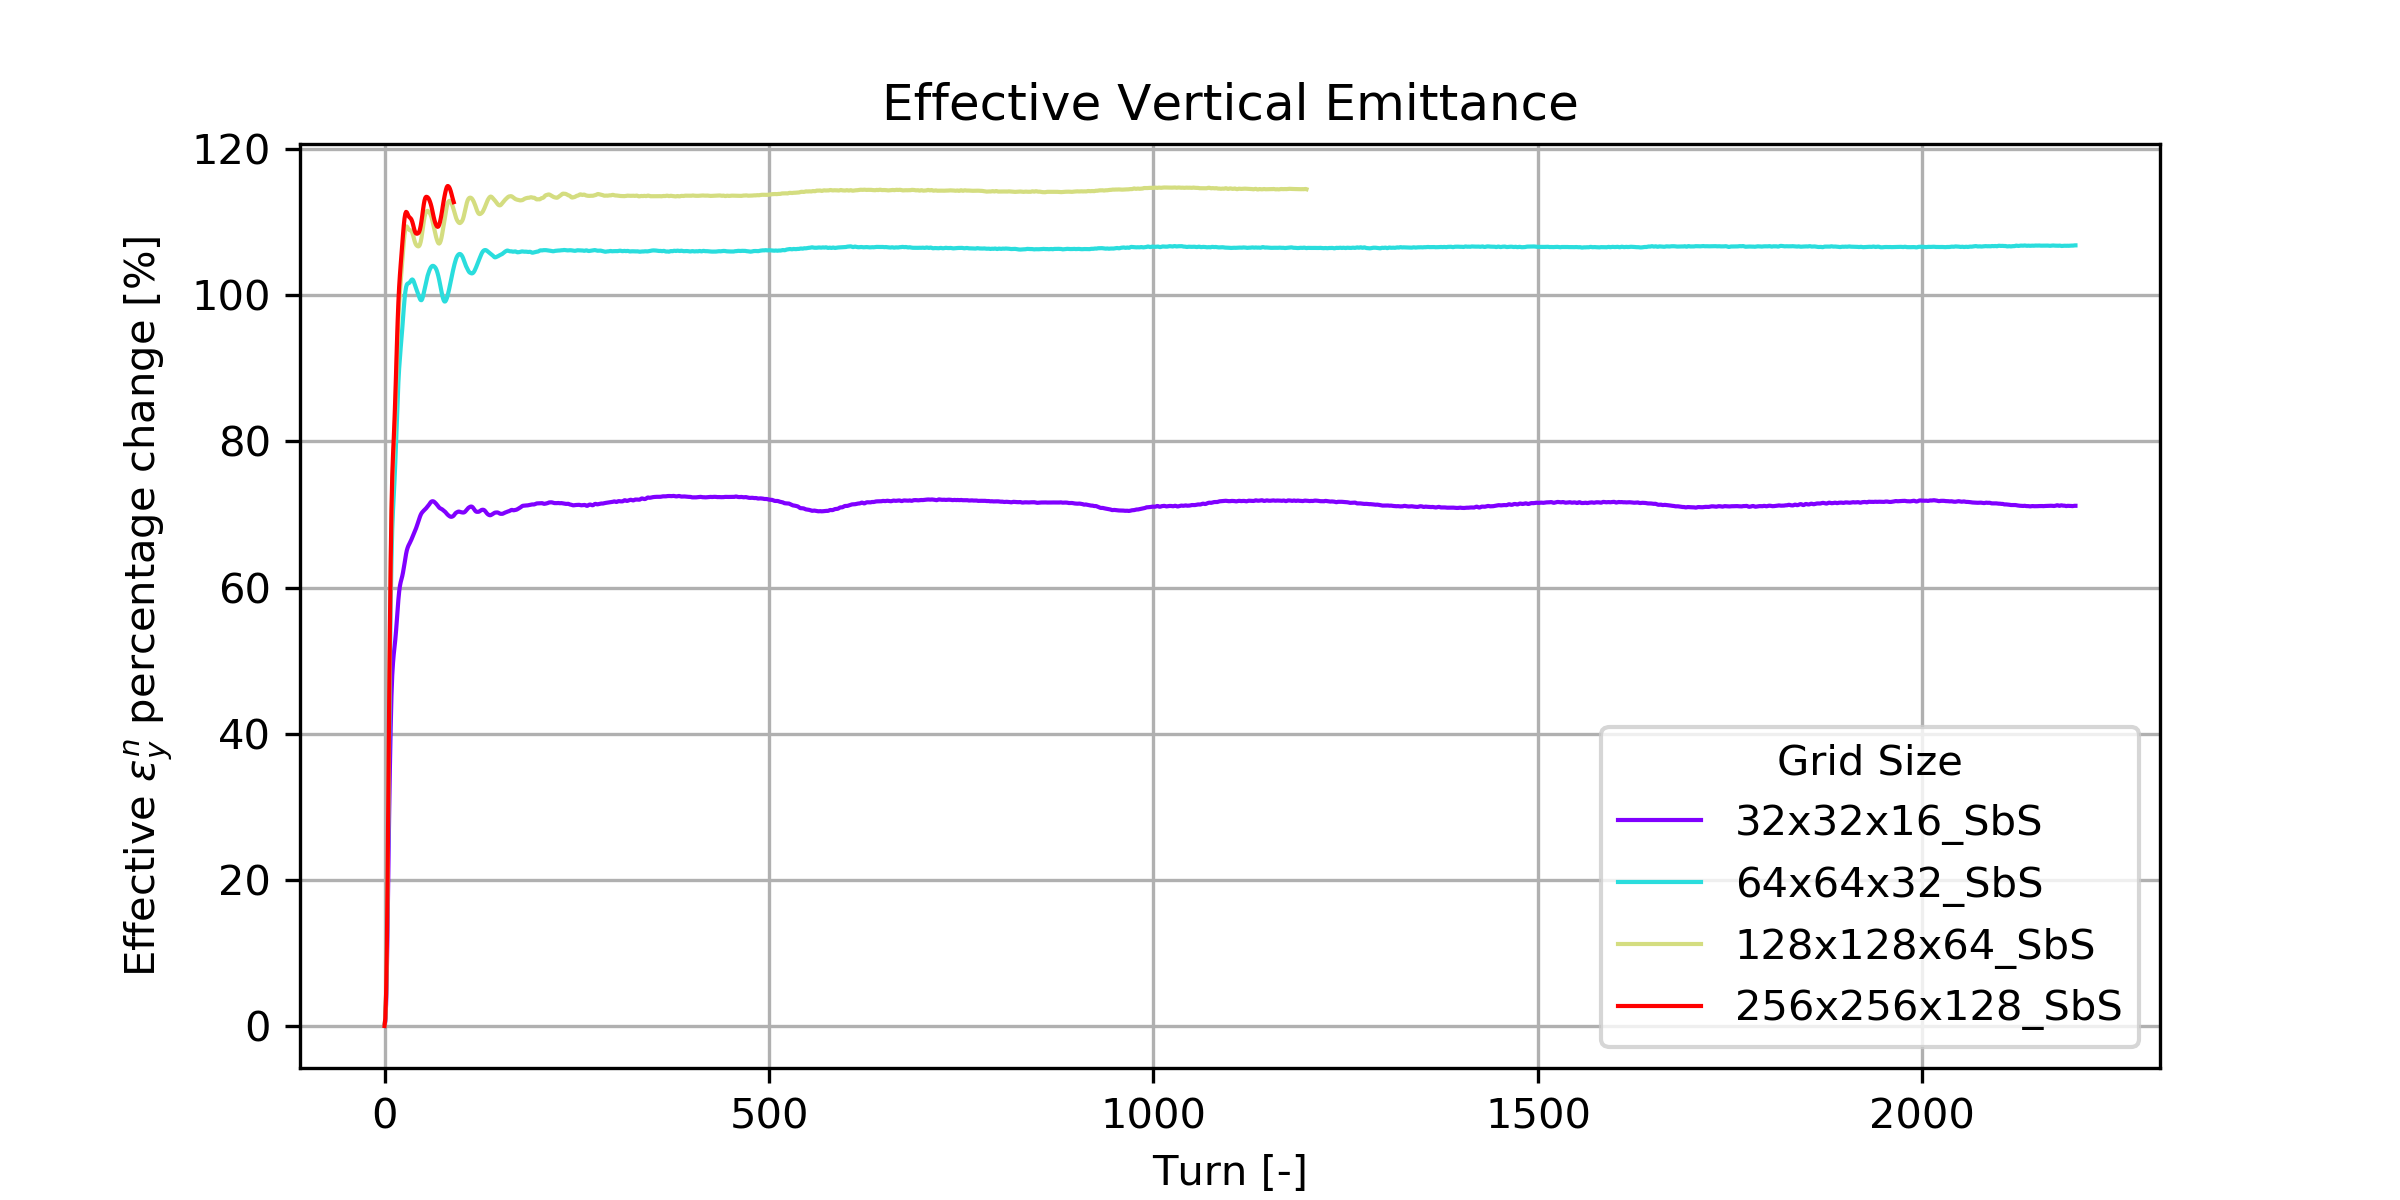 Effective Vertical Emittance
Effective εⁿᵧ percentage change [%]
120
100
80
60
40
20
0
0 500 1000 1500 2000
Turn [-]
Grid Size
32x32x16_SbS
64x64x32_SbS
128x128x64_SbS
256x256x128_SbS